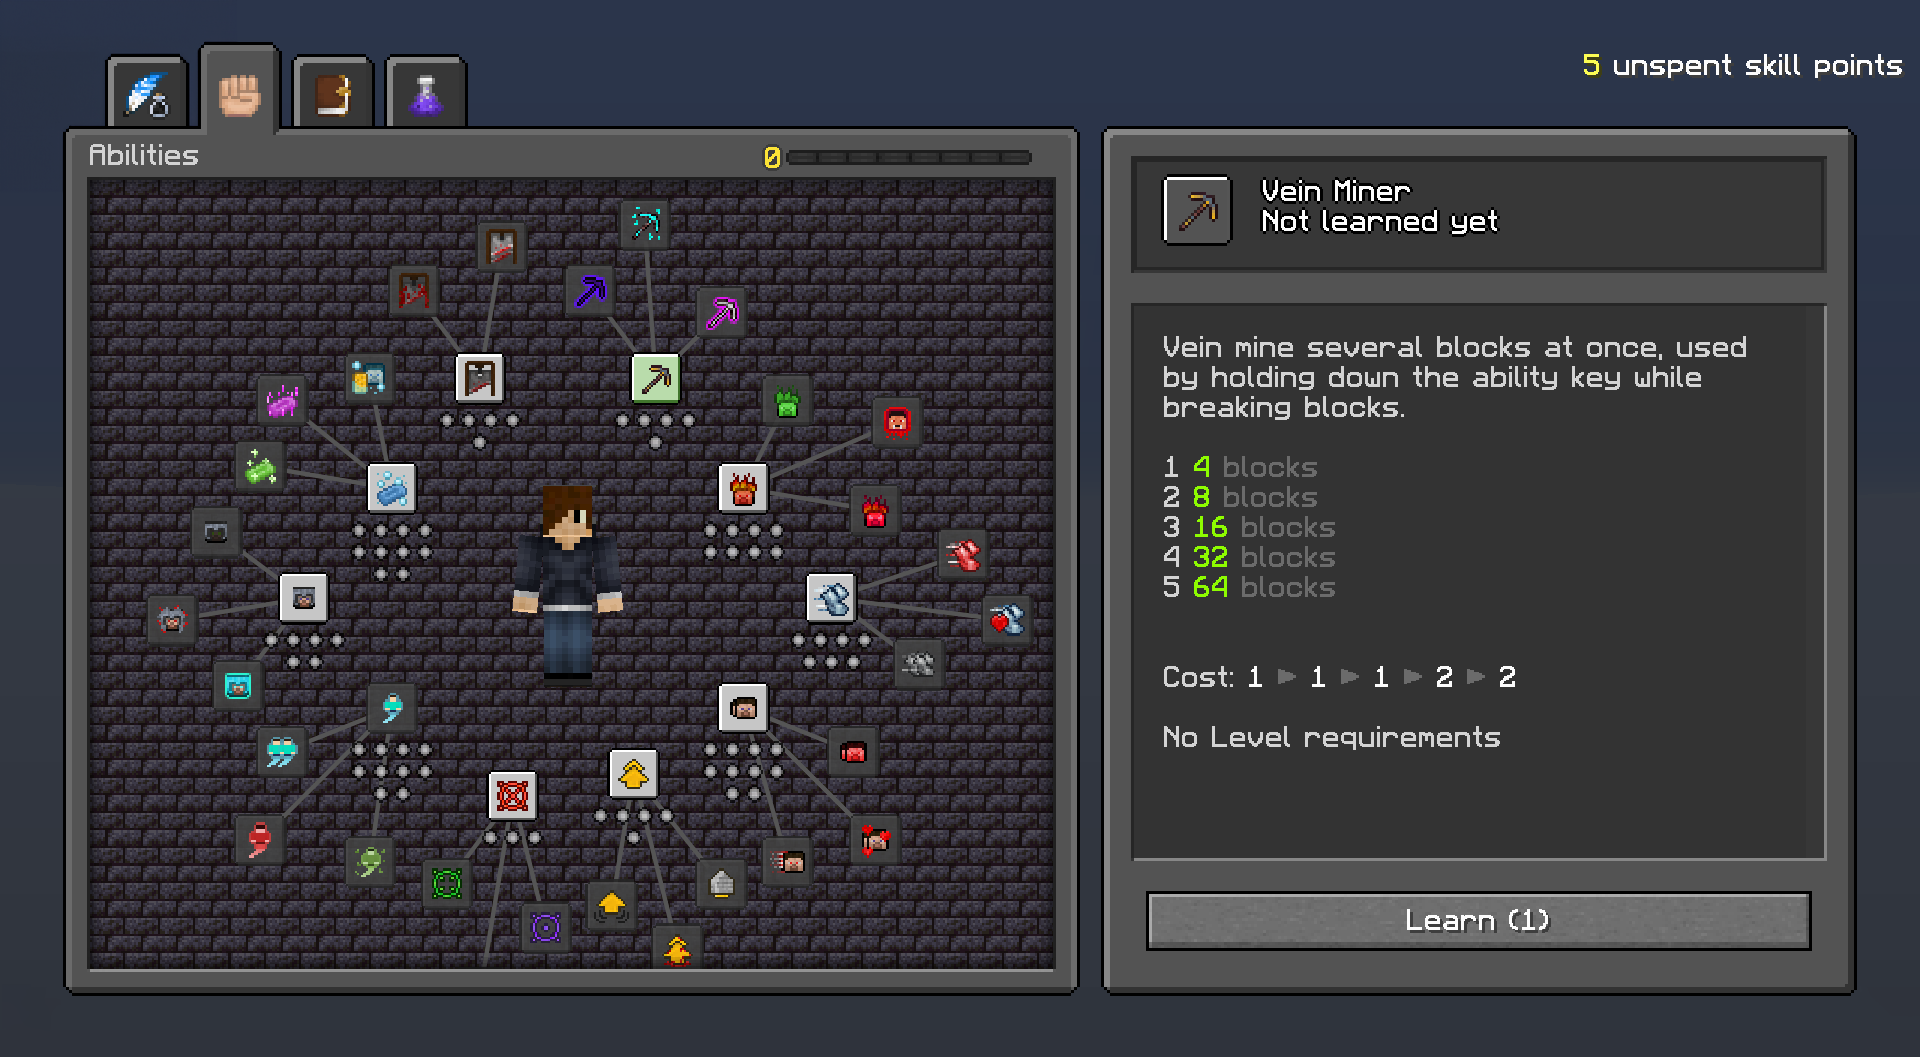 5 unspent skill points
Abilities
0
Vein Miner
Not learned yet
Vein mine several blocks at once, used
by holding down the ability key while
breaking blocks.
1 4 blocks
2 8 blocks
3 16 blocks
4 32 blocks
5 64 blocks
Cost: 1 ▶ 1 ▶ 1 ▶ 2 ▶ 2
No Level requirements
Learn (1)